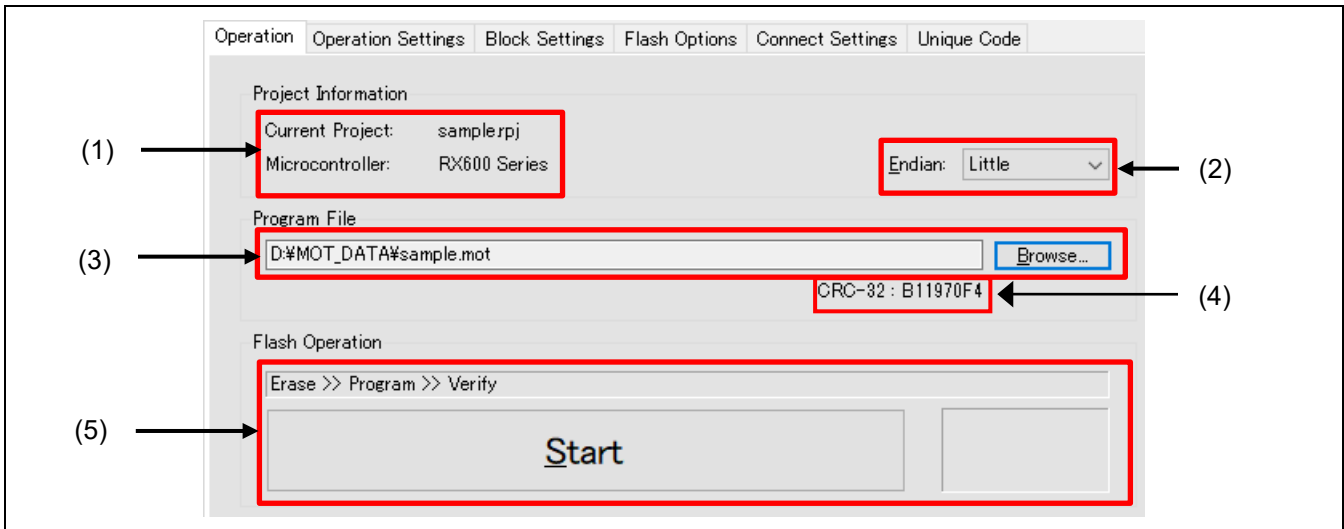 Operation Operation Settings Block Settings Flash Options Connect Settings Unique Code
Project Information
(1)
Current Project: sample.rpj
Microcontroller: RX600 Series
Endian: Little
(2)
Program File
(3)
D:¥MOT_DATA¥sample.mot
Browse...
CRC-32 : B11970F4
(4)
Flash Operation
Erase >> Program >> Verify
(5)
Start